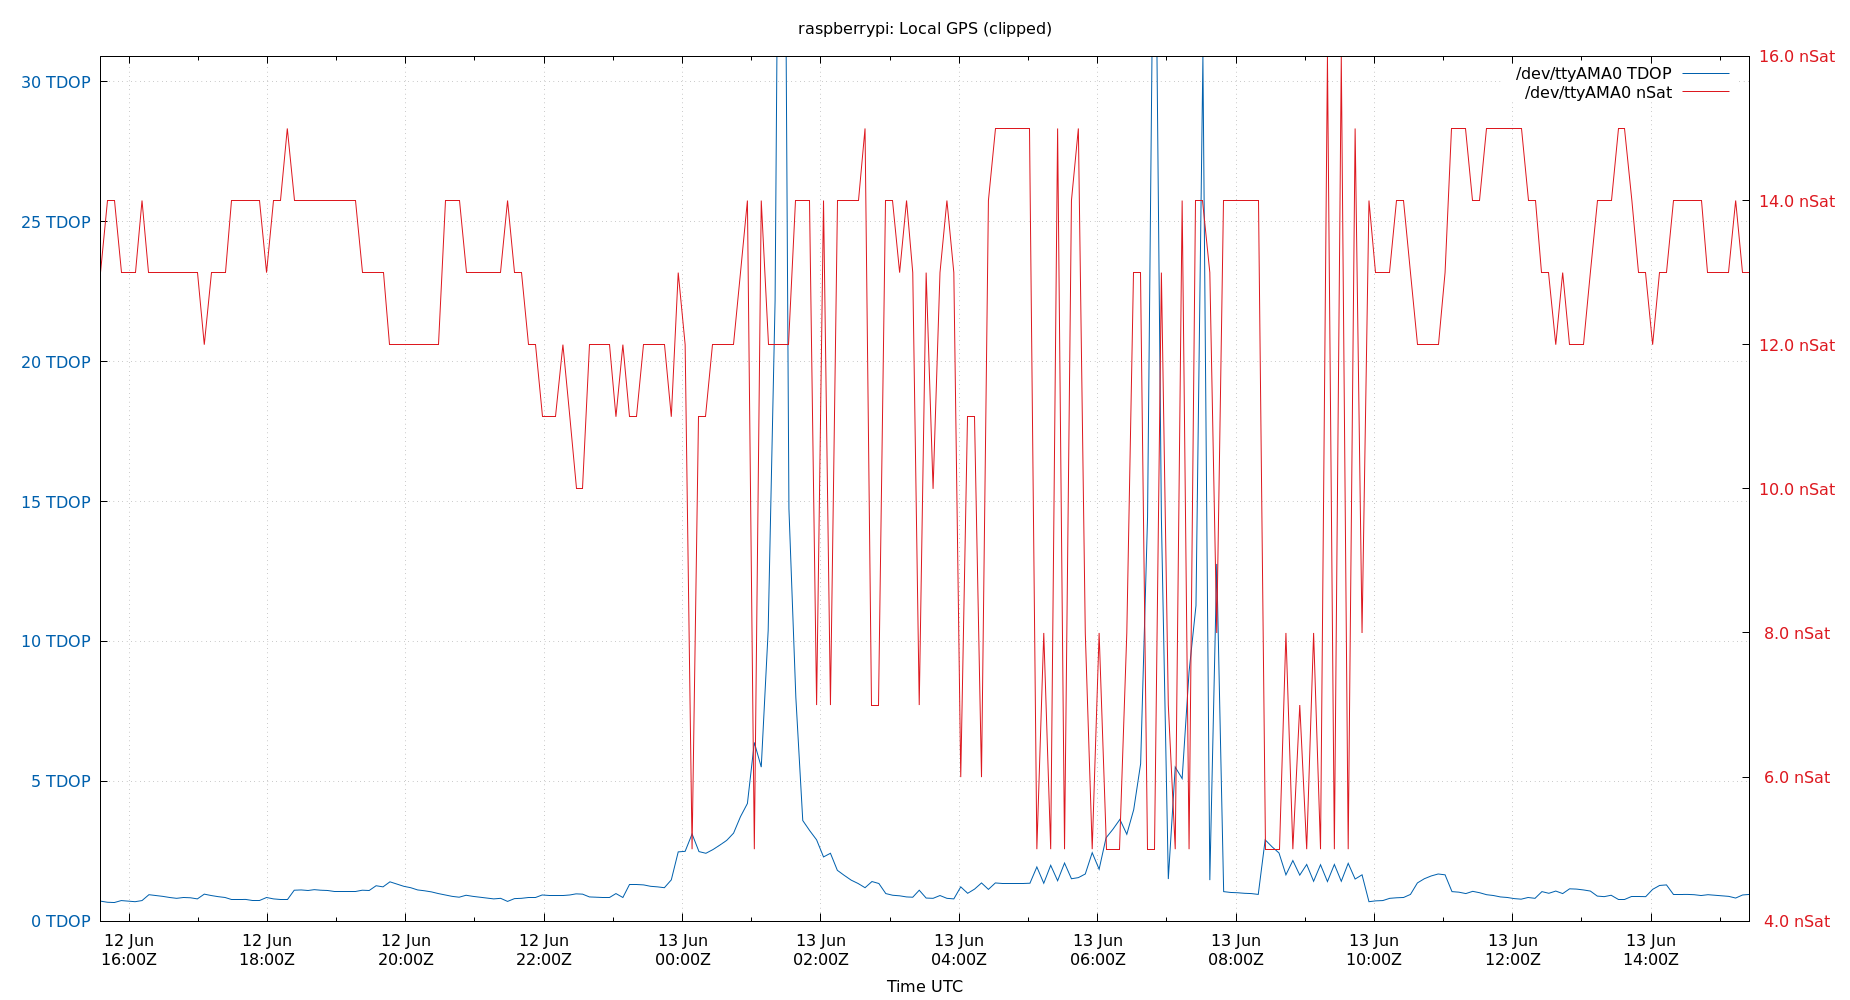 raspberrypi: Local GPS (clipped)
/dev/ttyAMA0 TDOP
/dev/ttyAMA0 nSat
30 TDOP
25 TDOP
20 TDOP
15 TDOP
10 TDOP
5 TDOP
0 TDOP
16.0 nSat
14.0 nSat
12.0 nSat
10.0 nSat
8.0 nSat
6.0 nSat
4.0 nSat
12 Jun 12 Jun 12 Jun 12 Jun 13 Jun 13 Jun 13 Jun 13 Jun 13 Jun 13 Jun 13 Jun 13 Jun
16:00Z 18:00Z 20:00Z 22:00Z 00:00Z 02:00Z 04:00Z 06:00Z 08:00Z 10:00Z 12:00Z 14:00Z
Time UTC